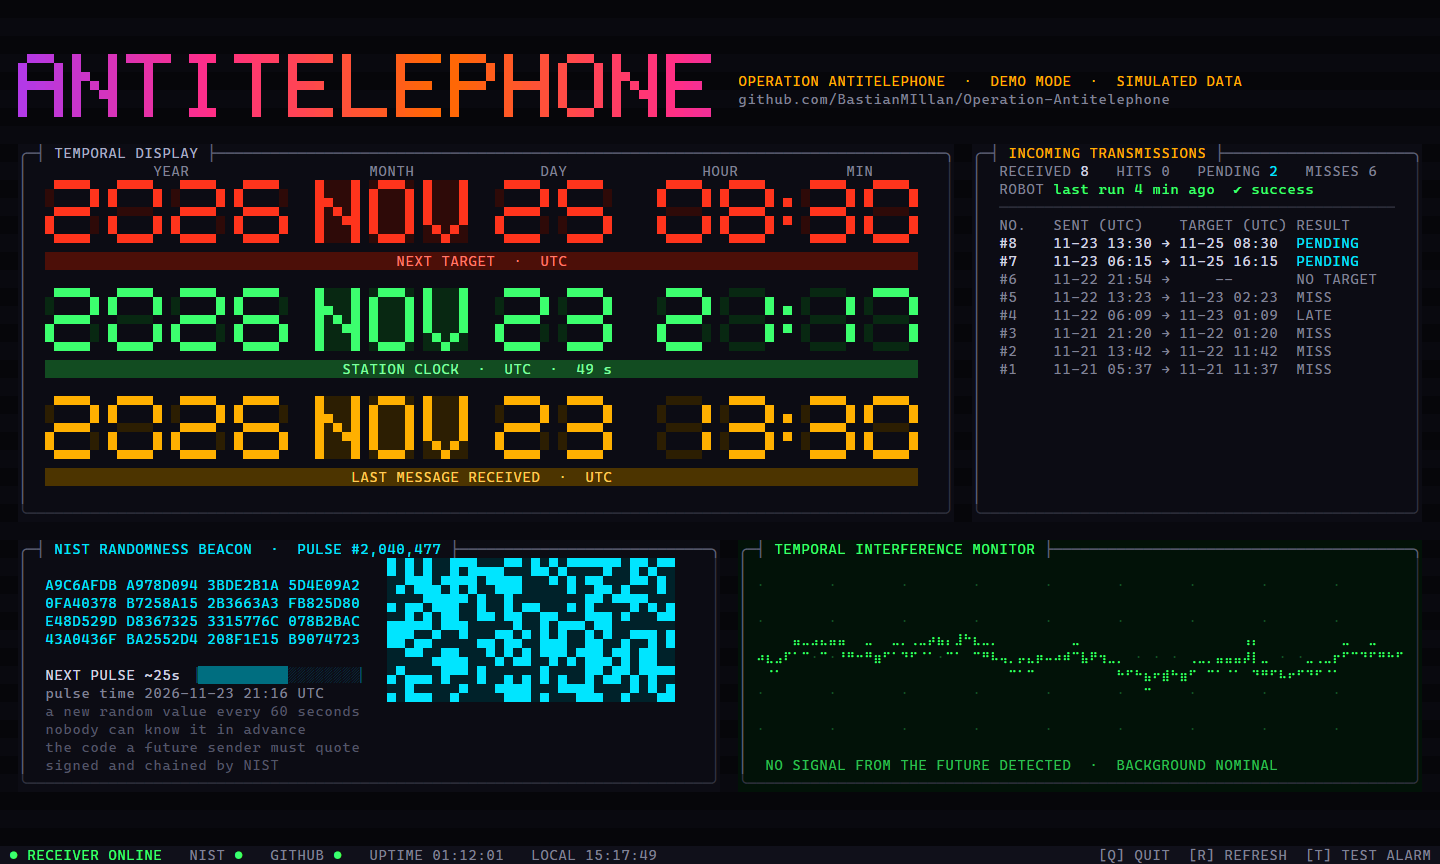 ANTITELEPHONE
OPERATION ANTITELEPHONE · DEMO MODE · SIMULATED DATA
github.com/BastianMIllan/Operation-Antitelephone
TEMPORAL DISPLAY
YEAR MONTH DAY HOUR MIN
2026 NOV 25 08:30
NEXT TARGET · UTC
2026 NOV 23 21:17
STATION CLOCK · UTC · 49 s
2026 NOV 23 13:30
LAST MESSAGE RECEIVED · UTC
INCOMING TRANSMISSIONS
RECEIVED 8 HITS 0 PENDING 2 MISSES 6
ROBOT last run 4 min ago ✔ success
NO. SENT (UTC) TARGET (UTC) RESULT
#8 11-23 13:30 → 11-25 08:30 PENDING
#7 11-23 06:15 → 11-25 16:15 PENDING
#6 11-22 21:54 → -- NO TARGET
#5 11-22 13:23 → 11-23 02:23 MISS
#4 11-22 06:09 → 11-23 01:09 LATE
#3 11-21 21:20 → 11-22 01:20 MISS
#2 11-21 13:42 → 11-22 11:42 MISS
#1 11-21 05:37 → 11-21 11:37 MISS
NIST RANDOMNESS BEACON · PULSE #2,040,477
A9C6AFDB A978D094 3BDE2B1A 5D4E09A2
0FA40378 B7258A15 2B3663A3 FB825D80
E48D529D D8367325 3315776C 078B2BAC
43A0436F BA2552D4 208F1E15 B9074723
NEXT PULSE ~25s
pulse time 2026-11-23 21:16 UTC
a new random value every 60 seconds
nobody can know it in advance
the code a future sender must quote
signed and chained by NIST
TEMPORAL INTERFERENCE MONITOR
NO SIGNAL FROM THE FUTURE DETECTED · BACKGROUND NOMINAL
● RECEIVER ONLINE NIST ● GITHUB ● UPTIME 01:12:01 LOCAL 15:17:49
[Q] QUIT [R] REFRESH [T] TEST ALARM